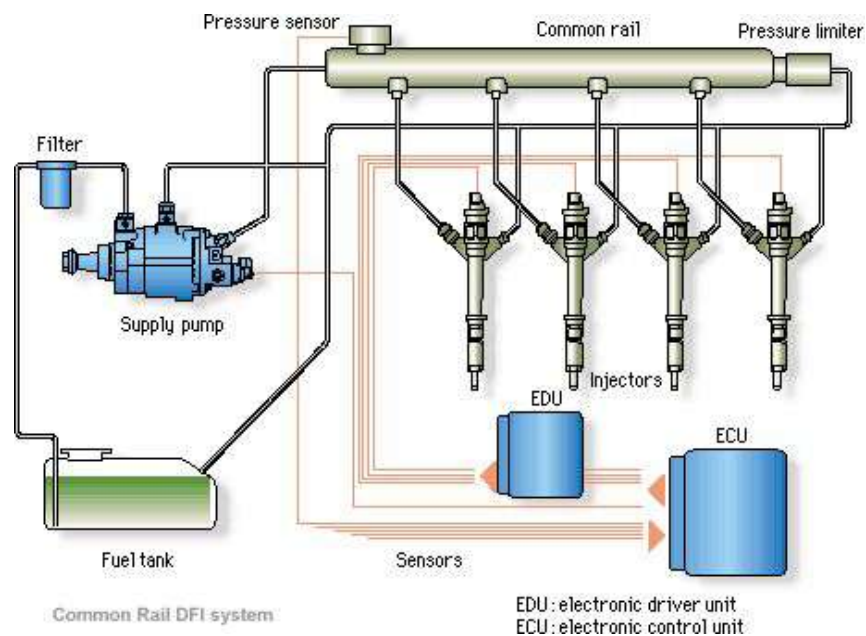 Pressure sensor
Common rail
Pressure limiter
Filter
Supply pump
Injectors
EDU
ECU
Fuel tank
Sensors
Common Rail DFI system
EDU : electronic driver unit
ECU : electronic control unit